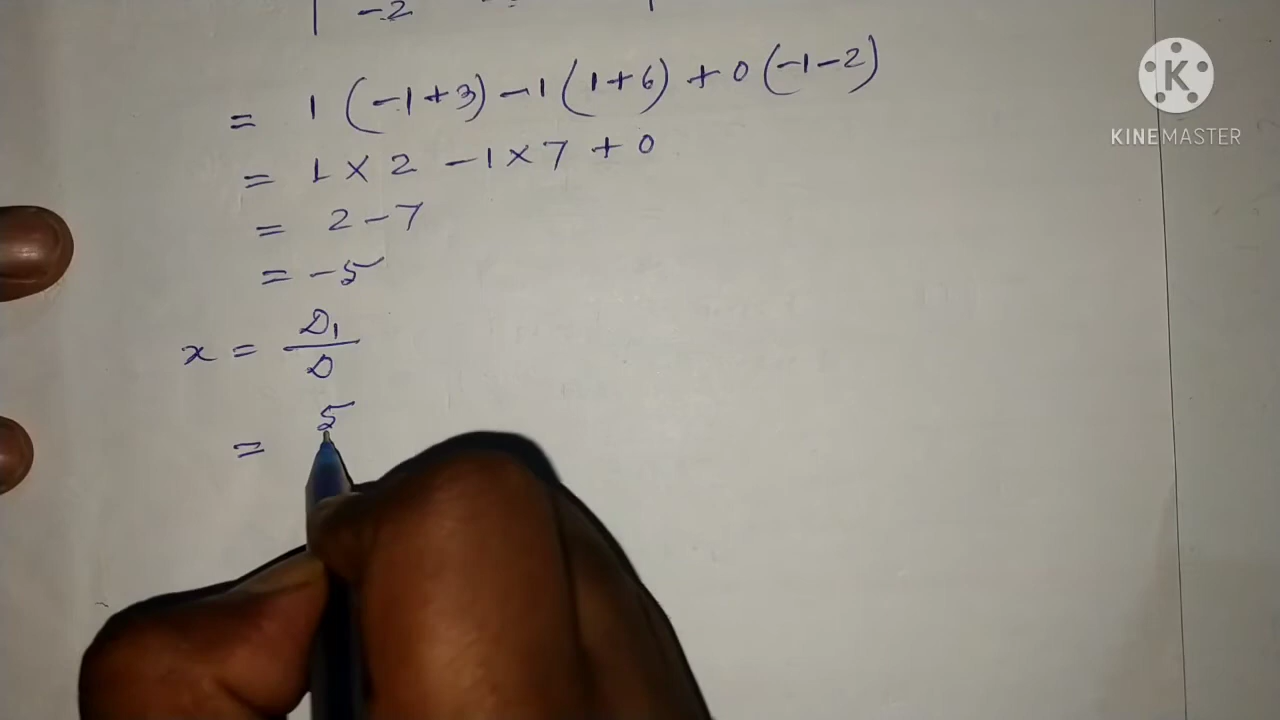 -2
= 1 (-1+3) -1 (1+6) + 0 (-1-2)
= 1 × 2 -1 × 7 + 0
= 2 - 7
= -5
x = D₁/D
= 5
K
KINEMASTER